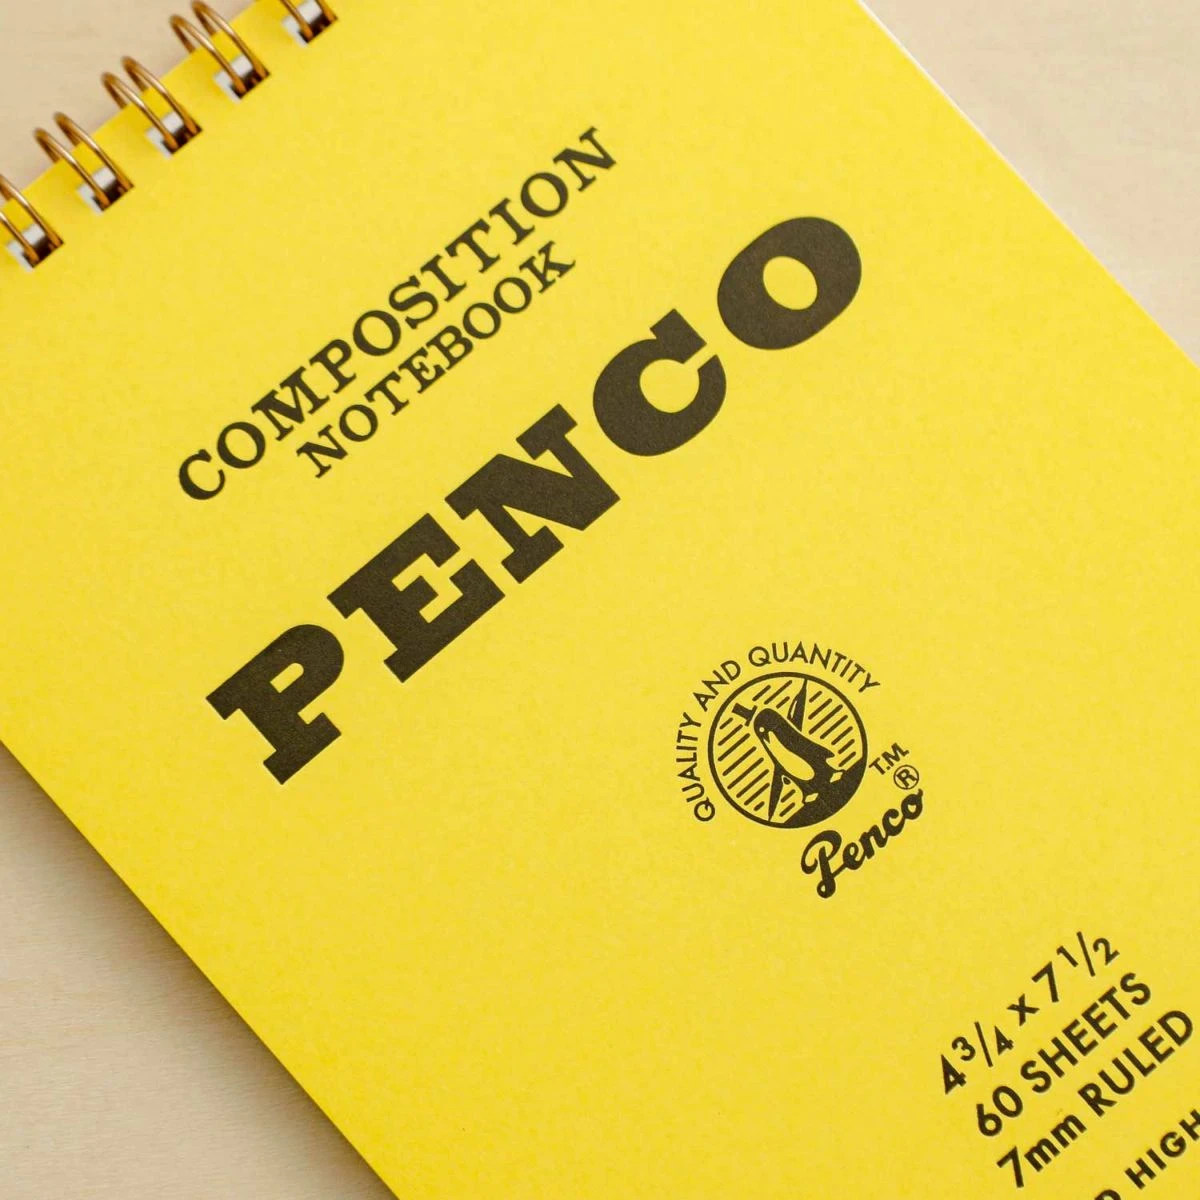 COMPOSITION
NOTEBOOK
PENCO
QUALITY AND QUANTITY
T.M.
®
Penco
4 3/4 x 7 1/2
60 SHEETS
7mm RULED